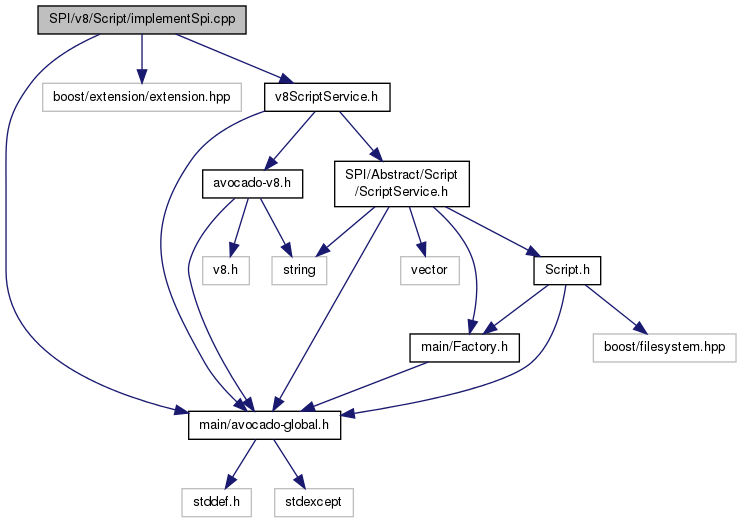 SPI/v8/Script/implementSpi.cpp
boost/extension/extension.hpp
v8ScriptService.h
avocado-v8.h
SPI/Abstract/Script
/ScriptService.h
v8.h
string
vector
Script.h
main/Factory.h
boost/filesystem.hpp
main/avocado-global.h
stddef.h
stdexcept